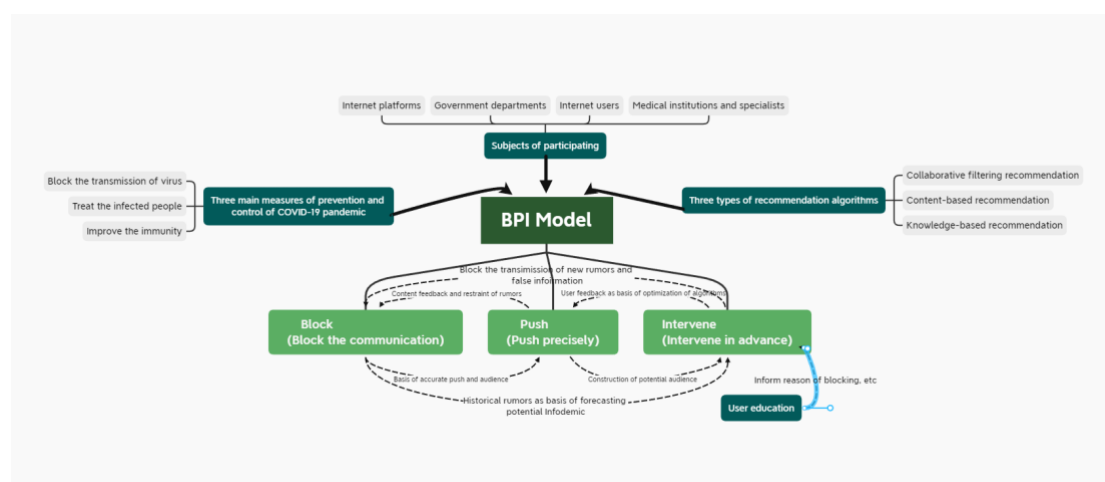 Internet platforms
Government departments
Internet users
Medical institutions and specialists
Subjects of participating
Block the transmission of virus
Treat the infected people
Improve the immunity
Three main measures of prevention and
control of COVID-19 pandemic
BPI Model
Three types of recommendation algorithms
Collaborative filtering recommendation
Content-based recommendation
Knowledge-based recommendation
Block the transimission of new rumors and
false information
Content feedback and restraint of rumors
User feedback as basis of optimization of algorithms
Block
(Block the communication)
Push
(Push precisely)
Intervene
(Intervene in advance)
Basis of accurate push and audience
Construction of potential audience
Inform reason of blocking, etc
Historical rumors as basis of forecasting
potential Infodemic
User education